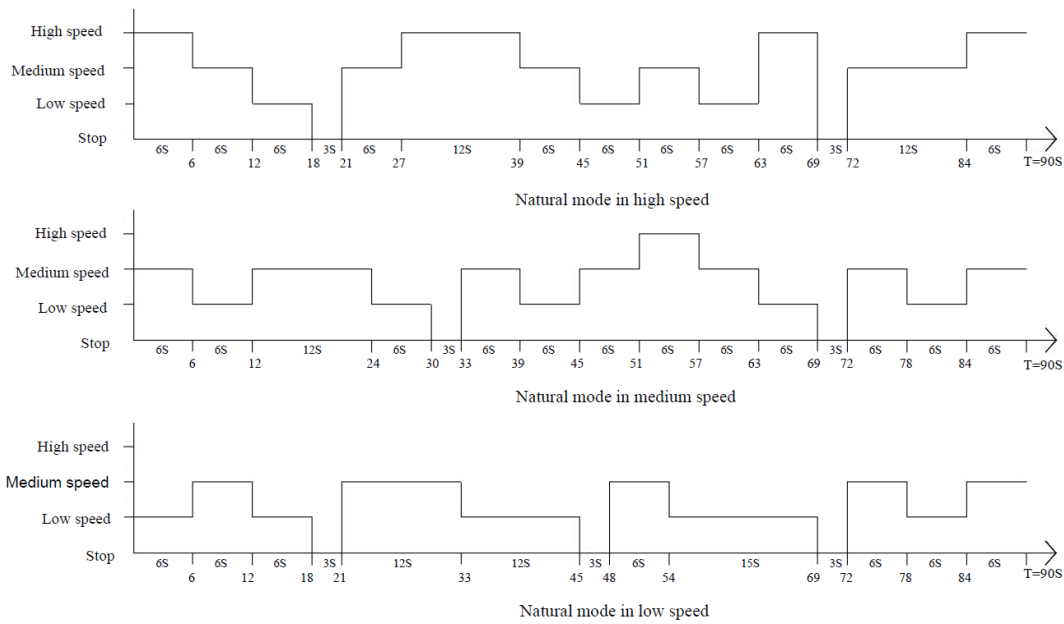 High speed
Medium speed
Low speed
Stop
6S 6S 6S 3S 6S 12S 6S 6S 6S 6S 6S 3S 12S 6S
6 12 18 21 27 39 45 51 57 63 69 72 84 T=90S
Natural mode in high speed
High speed
Medium speed
Low speed
Stop
6S 6S 12S 6S 3S 6S 6S 6S 6S 6S 6S 3S 6S 6S 6S
6 12 24 30 33 39 45 51 57 63 69 72 78 84 T=90S
Natural mode in medium speed
High speed
Medium speed
Low speed
Stop
6S 6S 6S 3S 12S 12S 3S 6S 15S 3S 6S 6S 6S
6 12 18 21 33 45 48 54 69 72 78 84 T=90S
Natural mode in low speed